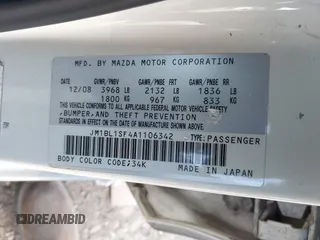 MFD. BY MAZDA MOTOR CORPORATION
GVWR/PNBV GAWR/PNBE FRT GAWR/PNBE RR
12/08 3968 LB 2132 LB 1836 LB
1800 KG 967 KG 833 KG
THIS VEHICLE CONFORMS TO ALL APPLICABLE FEDERAL MOTOR VEHICLE SAFETY,
BUMPER, AND THEFT PREVENTION
STANDARDS IN EFFECT ON THE DATE OF MANUFACTURE SHOWN ABOVE.
JM1BL1SF4A1106342 TYPE: PASSENGER
BODY COLOR CODE: 34K
MADE IN JAPAN
DREAMBID